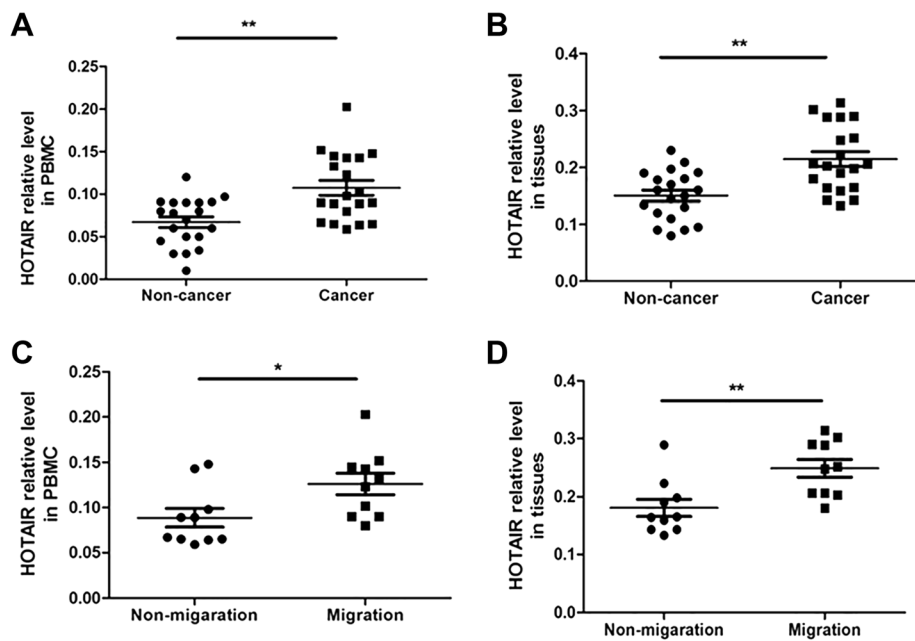 A
**
HOTAIR relative level
in PBMC
0.25
0.20
0.15
0.10
0.05
0.00
Non-cancer
Cancer
B
**
HOTAIR relative level
in tissues
0.4
0.3
0.2
0.1
0.0
Non-cancer
Cancer
C
*
HOTAIR relative level
in PBMC
0.25
0.20
0.15
0.10
0.05
0.00
Non-migaration
Migration
D
**
HOTAIR relative level
in tissues
0.4
0.3
0.2
0.1
0.0
Non-migaration
Migration